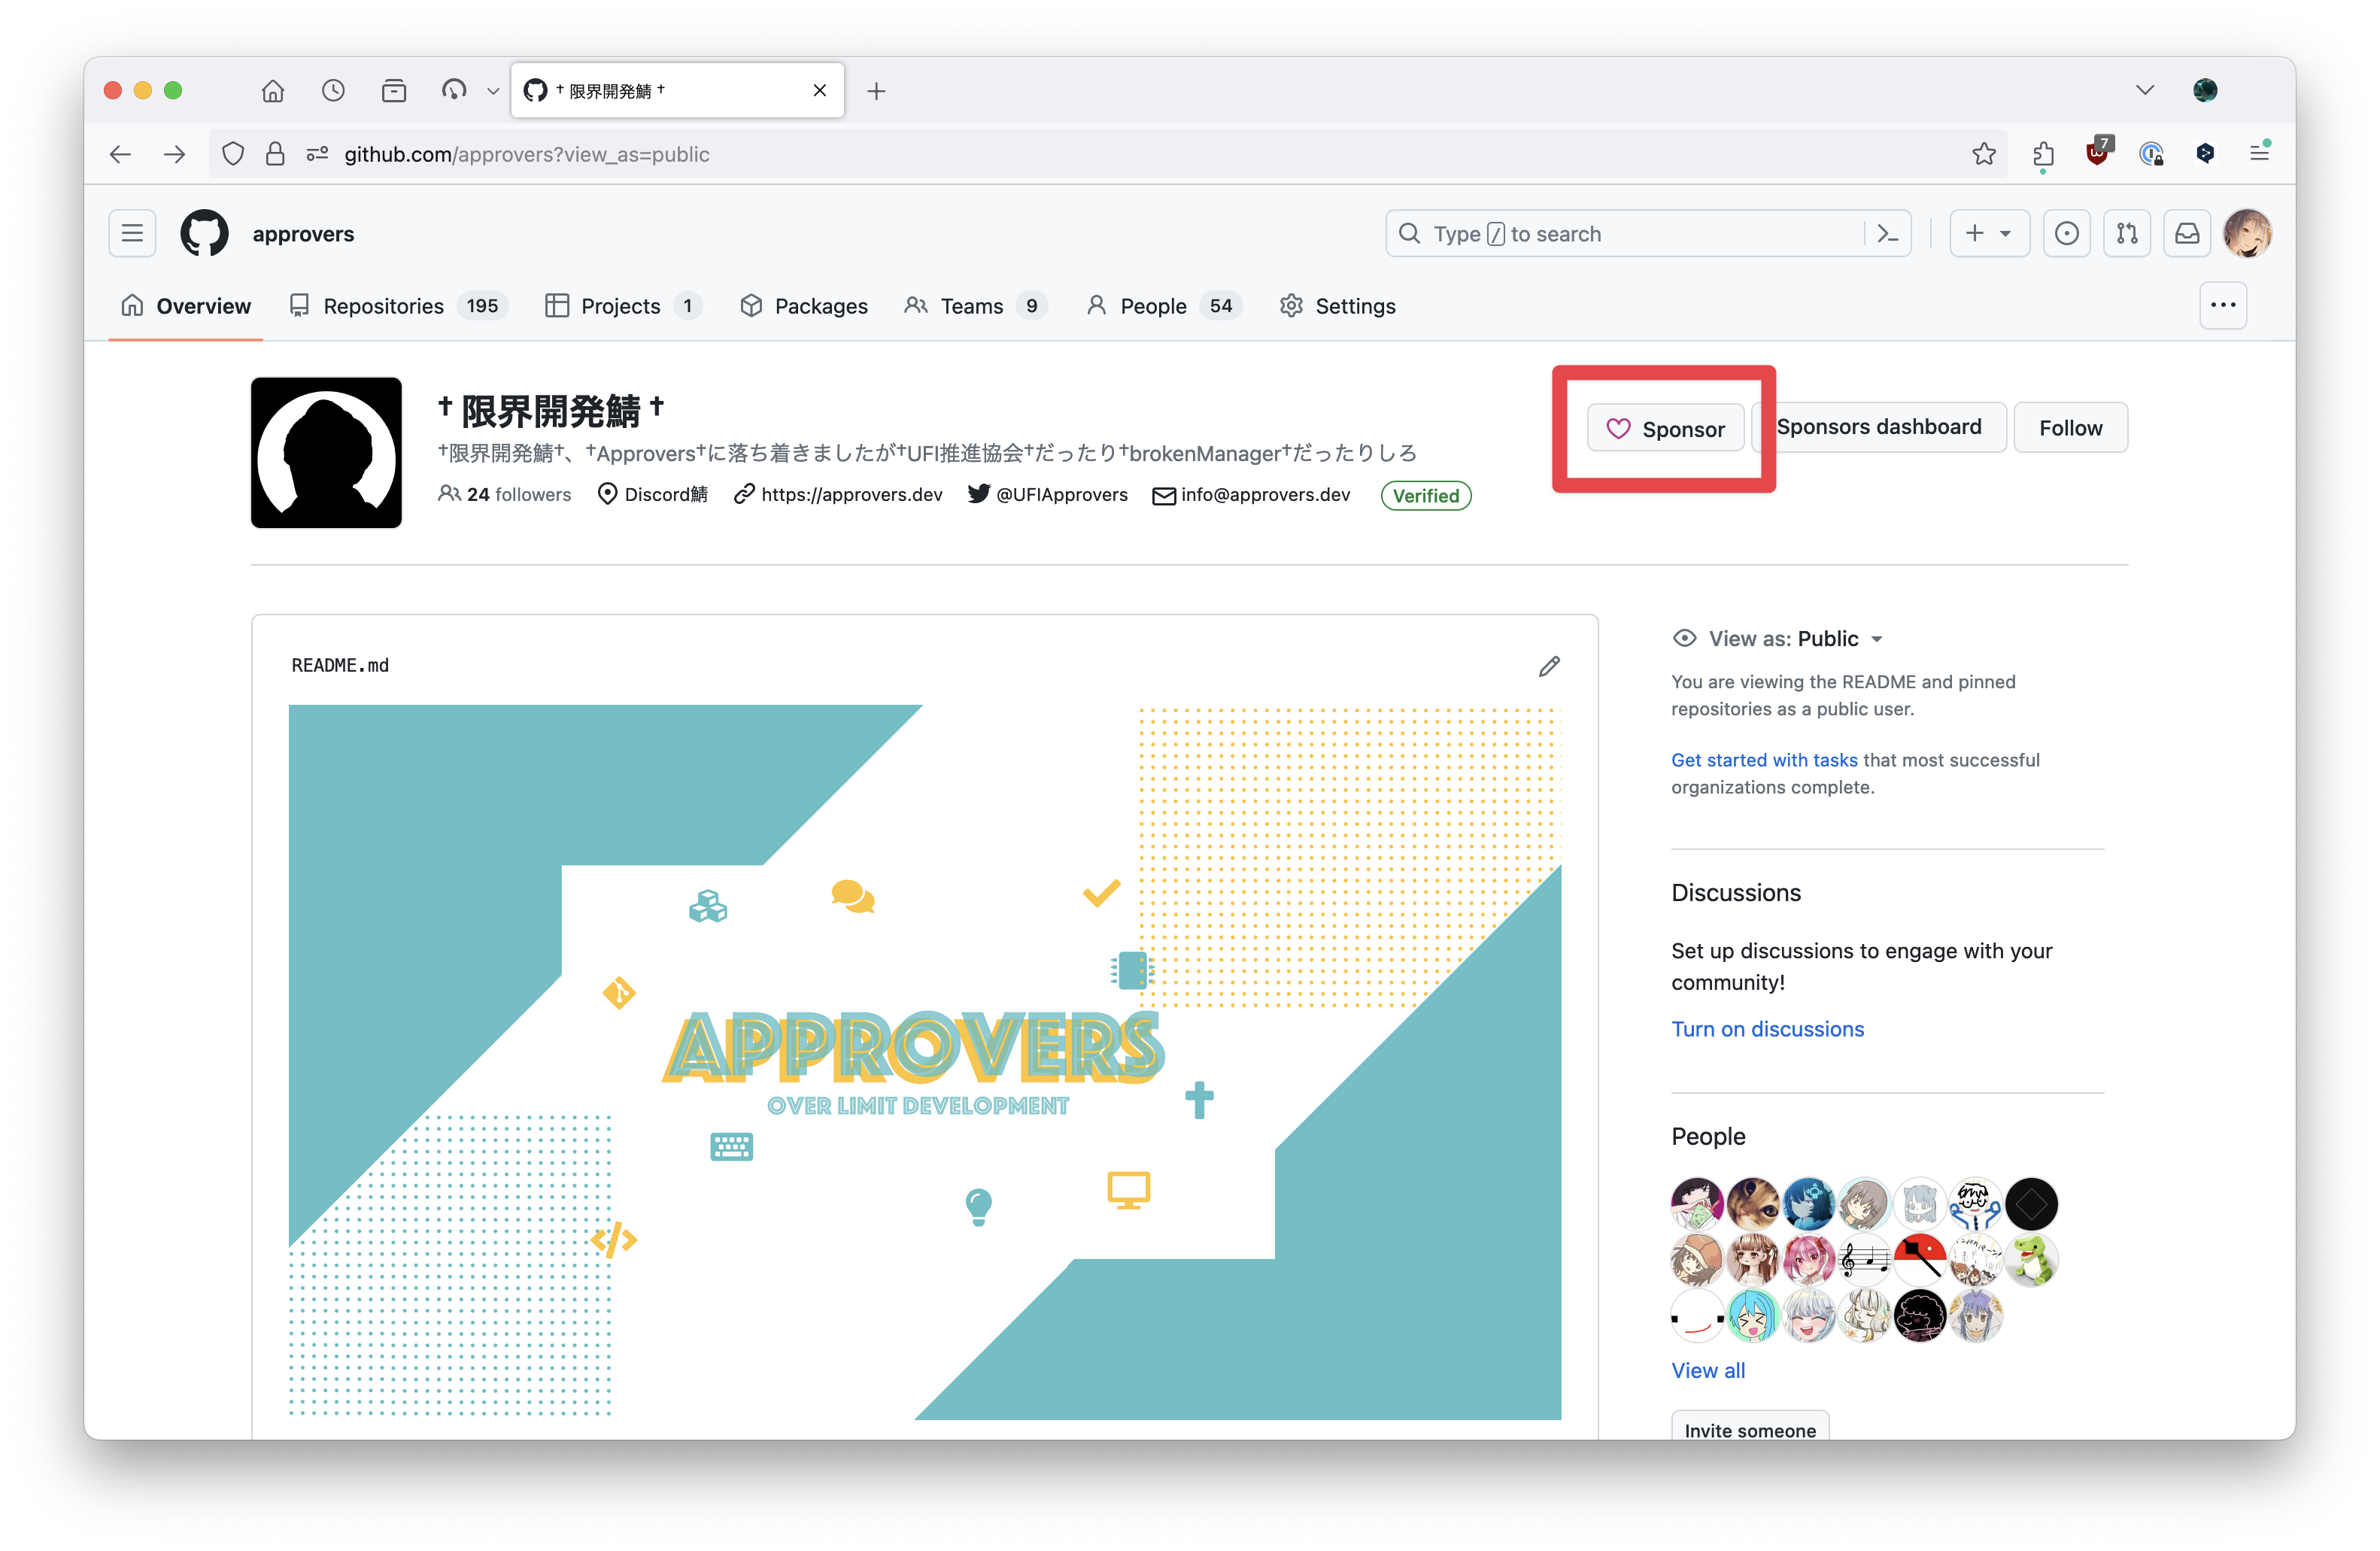 † 限界開発鯖 †
github.com/approvers?view_as=public
7
approvers
Type / to search
Overview
Repositories 195
Projects 1
Packages
Teams 9
People 54
Settings
† 限界開発鯖 †
†限界開発鯖†、†Approvers†に落ち着きましたが†UFI推進協会†だったり†brokenManager†だったりしろ
24 followers
Discord鯖
https://approvers.dev
@UFIApprovers
info@approvers.dev
Verified
Sponsor
Sponsors dashboard
Follow
README.md
APPROVERS
OVER LIMIT DEVELOPMENT
View as: Public
You are viewing the README and pinned
repositories as a public user.
Get started with tasks that most successful
organizations complete.
Discussions
Set up discussions to engage with your
community!
Turn on discussions
People
View all
Invite someone